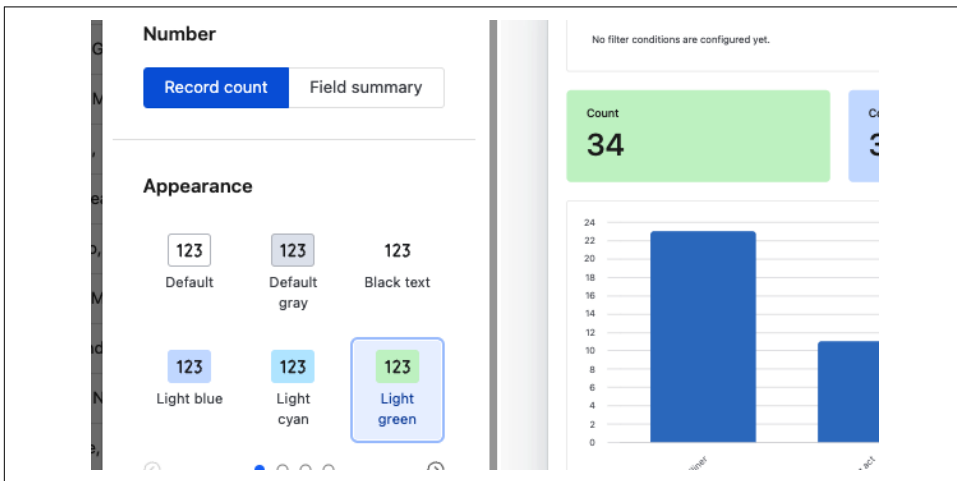 Number
Record count Field summary
Appearance
123 123 123
Default Default gray Black text
123 123 123
Light blue Light cyan Light green
No filter conditions are configured yet.
Count
34
24
22
20
18
16
14
12
10
8
6
4
2
0